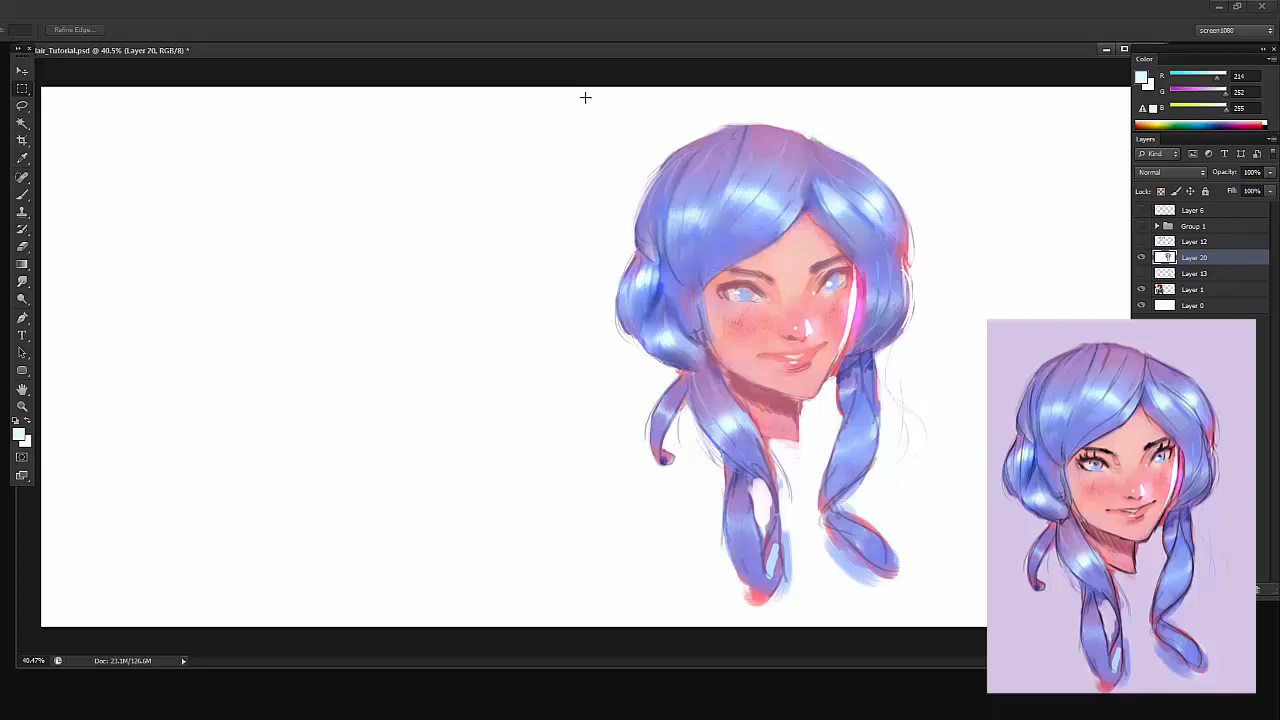 Refine Edge...
screen1080
lair_Tutorial.psd @ 40.5% (Layer 20, RGB/8) *
Color
R 214
G 252
B 255
Layers
Kind
Normal Opacity: 100%
Lock: Fill: 100%
Layer 6
Group 1
Layer 12
Layer 20
Layer 13
Layer 1
Layer 0
40.47% Doc: 23.1M/126.6M